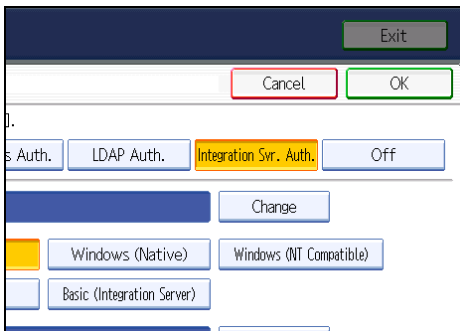 Exit
Cancel OK
].
s Auth. LDAP Auth. Integration Svr. Auth. Off
Change
Windows (Native) Windows (NT Compatible)
Basic (Integration Server)